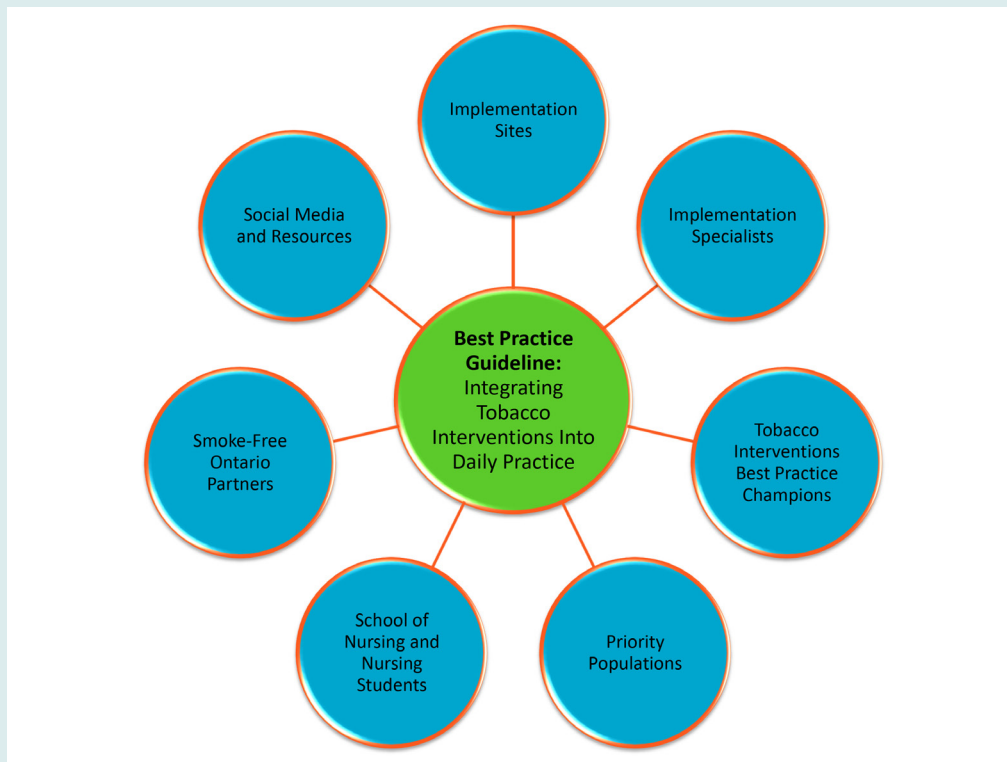 Implementation
Sites
Social Media
and Resources
Implementation
Specialists
Best Practice
Guideline:
Integrating
Tobacco
Interventions Into
Daily Practice
Smoke-Free
Ontario
Partners
Tobacco
Interventions
Best Practice
Champions
School of
Nursing and
Nursing
Students
Priority
Populations